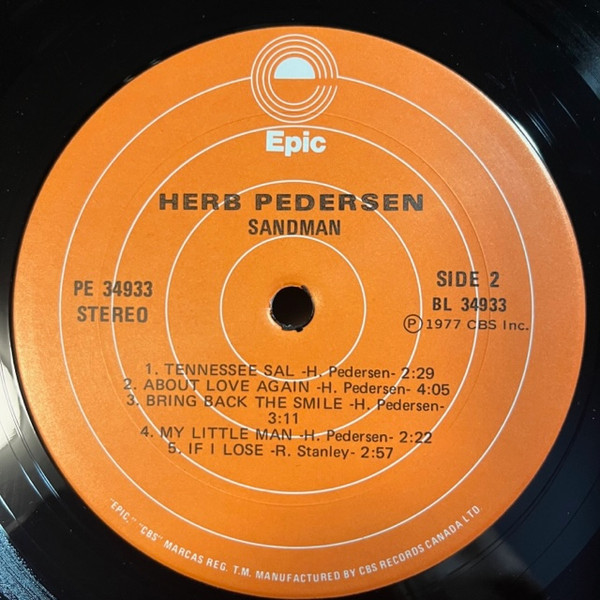 Epic
HERB PEDERSEN
SANDMAN
PE 34933
STEREO
SIDE 2
BL 34933
Ⓟ 1977 CBS Inc.
1. TENNESSEE SAL -H. Pedersen- 2:29
2. ABOUT LOVE AGAIN -H. Pedersen- 4:05
3. BRING BACK THE SMILE -H. Pedersen-
3:11
4. MY LITTLE MAN -H. Pedersen- 2:22
5. IF I LOSE -R. Stanley- 2:57
"EPIC," "CBS" MARCAS REG. T.M. MANUFACTURED BY CBS RECORDS CANADA LTD.